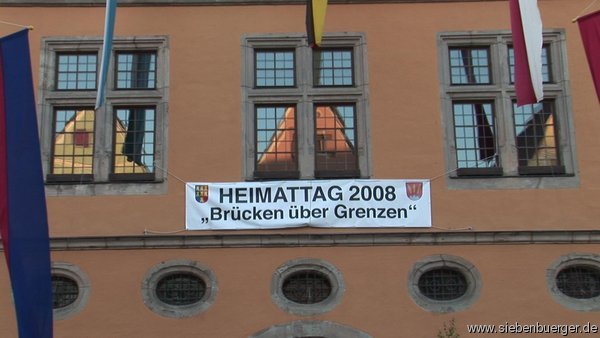 HEIMATTAG 2008
„Brücken über Grenzen“
www.siebenbuerger.de